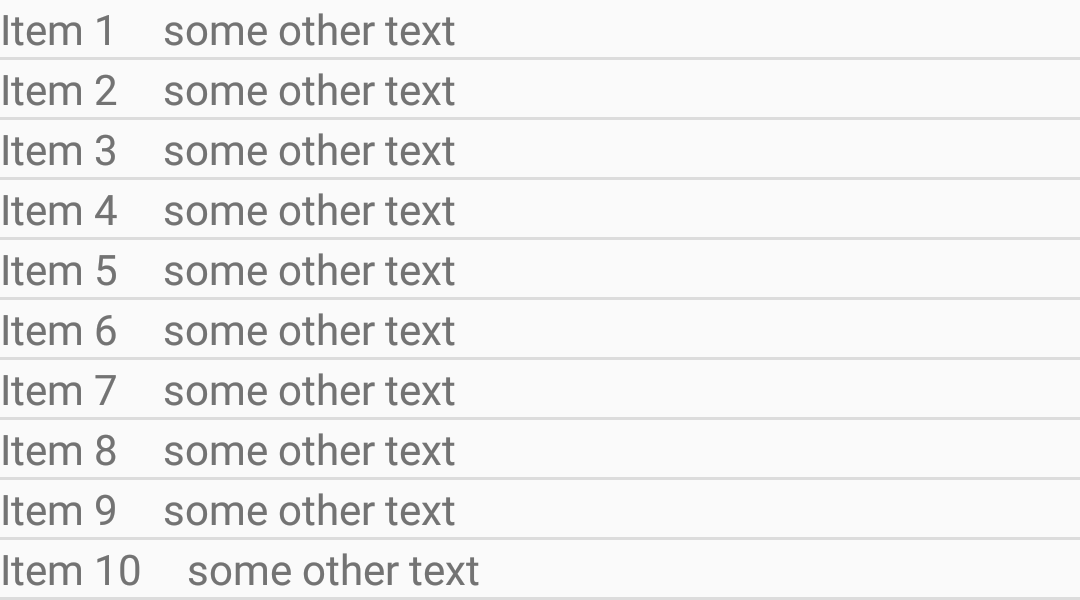 Item 1 some other text
Item 2 some other text
Item 3 some other text
Item 4 some other text
Item 5 some other text
Item 6 some other text
Item 7 some other text
Item 8 some other text
Item 9 some other text
Item 10 some other text